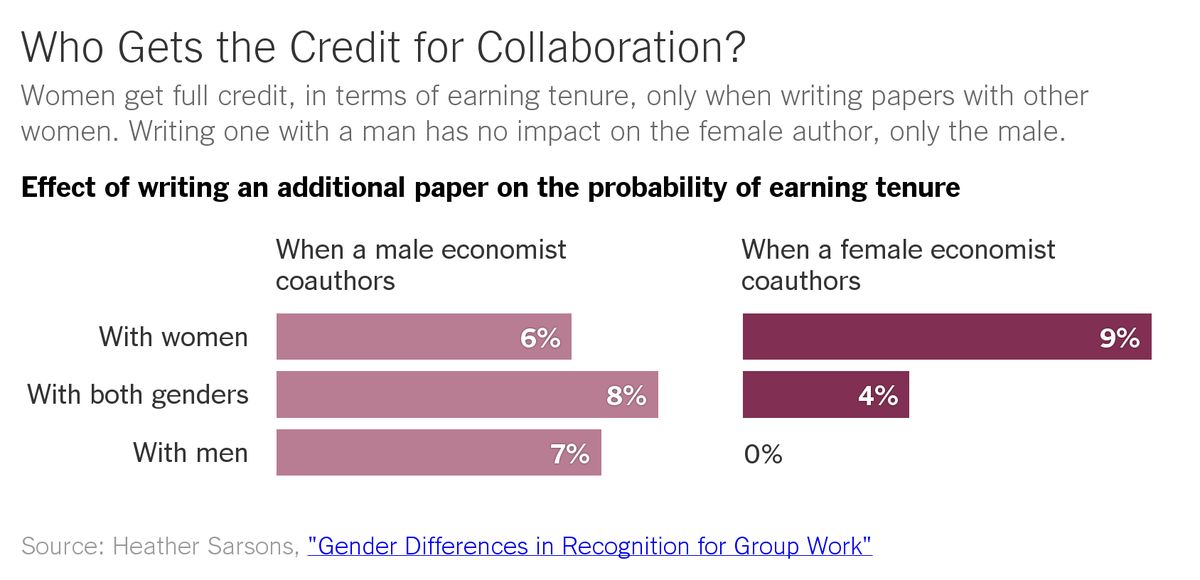 Who Gets the Credit for Collaboration?
Women get full credit, in terms of earning tenure, only when writing papers with other
women. Writing one with a man has no impact on the female author, only the male.
Effect of writing an additional paper on the probability of earning tenure
When a male economist
coauthors
When a female economist
coauthors
With women 6% 9%
With both genders 8% 4%
With men 7% 0%
Source: Heather Sarsons, "Gender Differences in Recognition for Group Work"